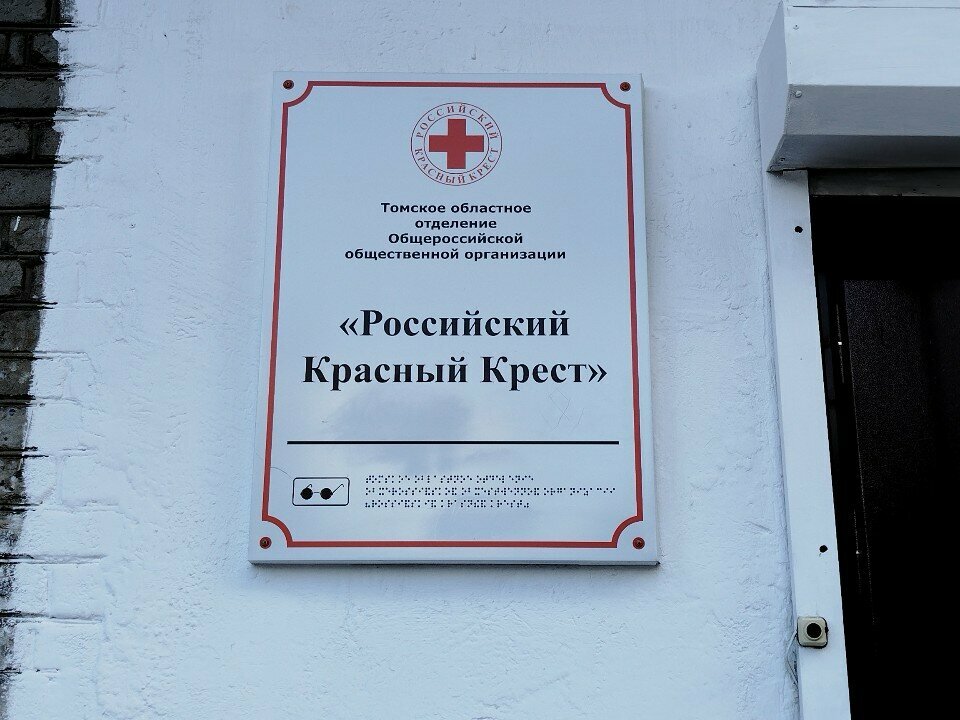 РОССИЙСКИЙ
КРАСНЫЙ КРЕСТ
Томское областное
отделение
Общероссийской
общественной организации
«Российский
Красный Крест»